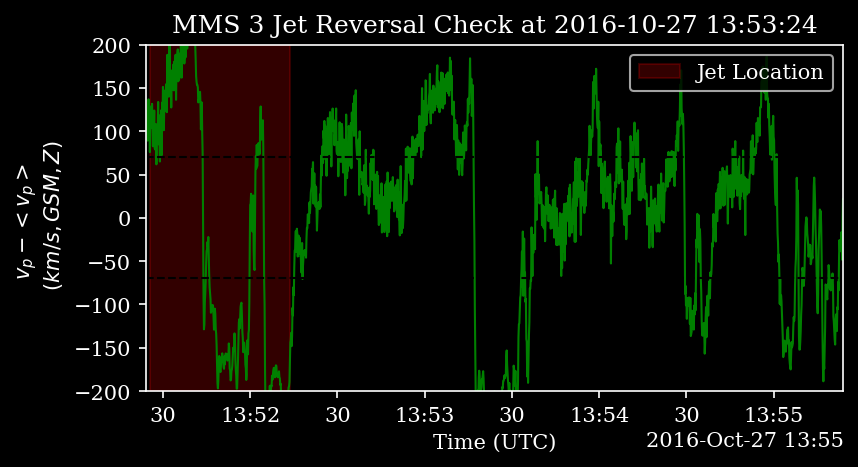 MMS 3 Jet Reversal Check at 2016-10-27 13:53:24
Jet Location
v_p − <v_p>
(km/s, GSM, Z)
200
150
100
50
0
−50
−100
−150
−200
30 13:52 30 13:53 30 13:54 30 13:55
Time (UTC)
2016-Oct-27 13:55